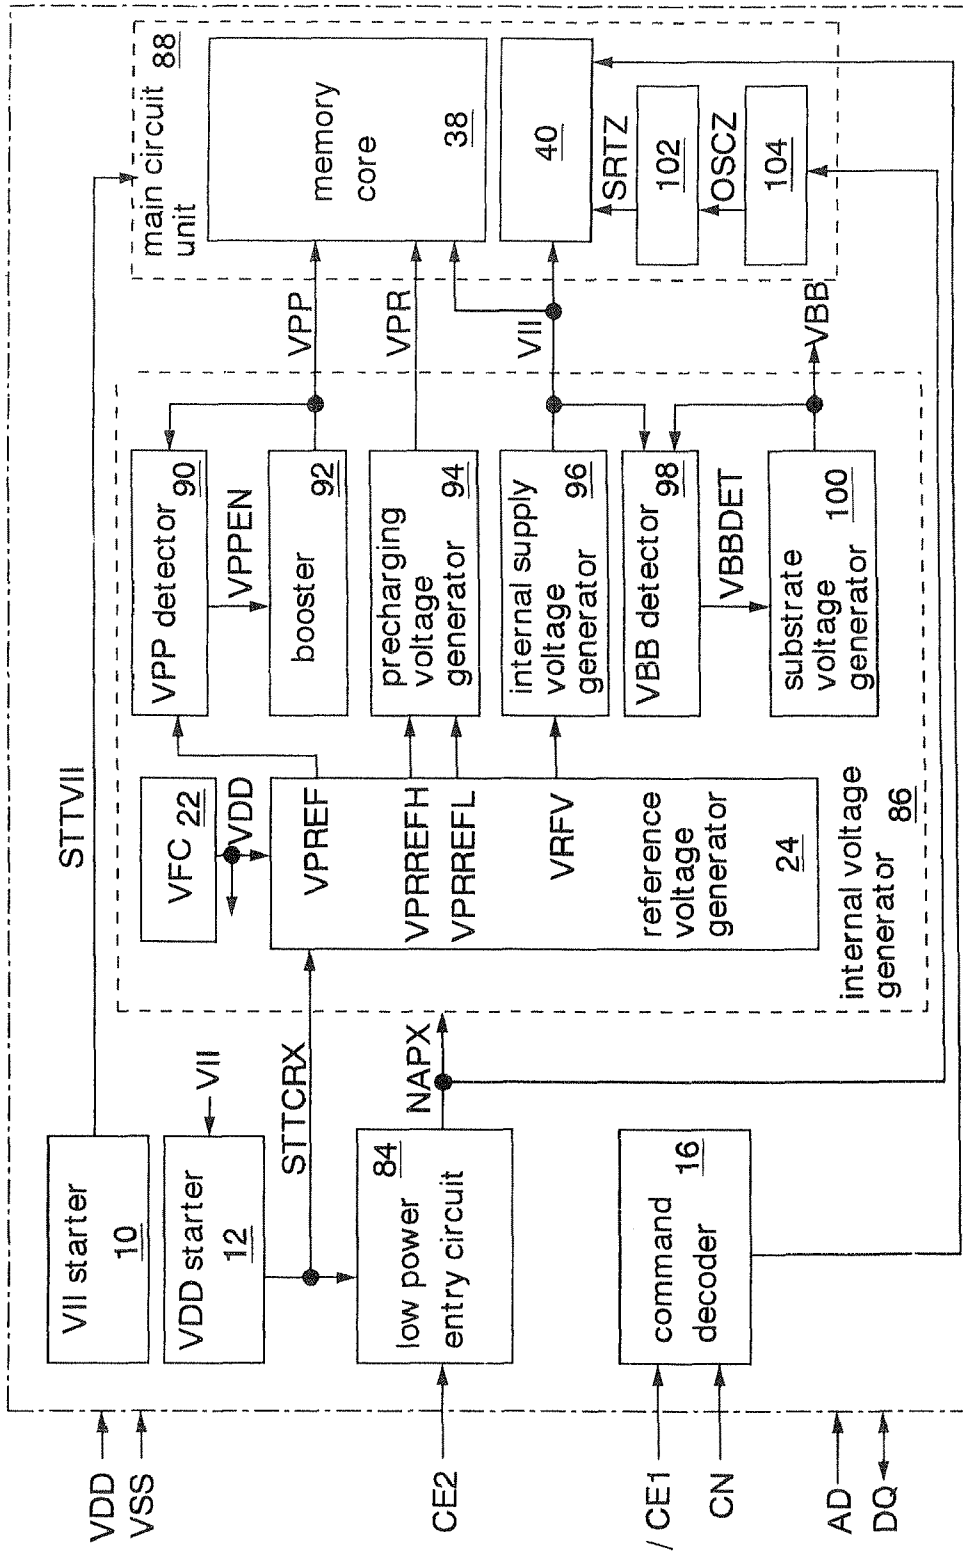 VDD
VSS
CE2
/ CE1
CN
AD
DQ
VII starter
10
VDD starter
12
VII
STTCRX
low power
entry circuit
84
NAPX
command
decoder
16
STTVII
VFC 22
VDD
VPREF
VPRREFH
VPRREFL
VRFV
reference
voltage
generator
24
internal voltage
generator
86
VPP detector
90
VPPEN
booster
92
precharging
voltage
generator
94
internal supply
voltage
generator
96
VBB detector
98
VBBDET
substrate
voltage
generator
100
VPP
VPR
VII
VBB
main circuit
unit
88
memory
core
38
40
SRTZ
102
OSCZ
104